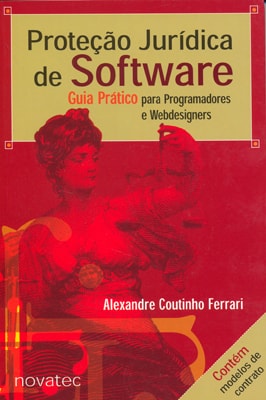 Proteção Jurídica
de Software
Guia Prático para Programadores
e Webdesigners
Alexandre Coutinho Ferrari
Contém
modelos de
contrato
novatec